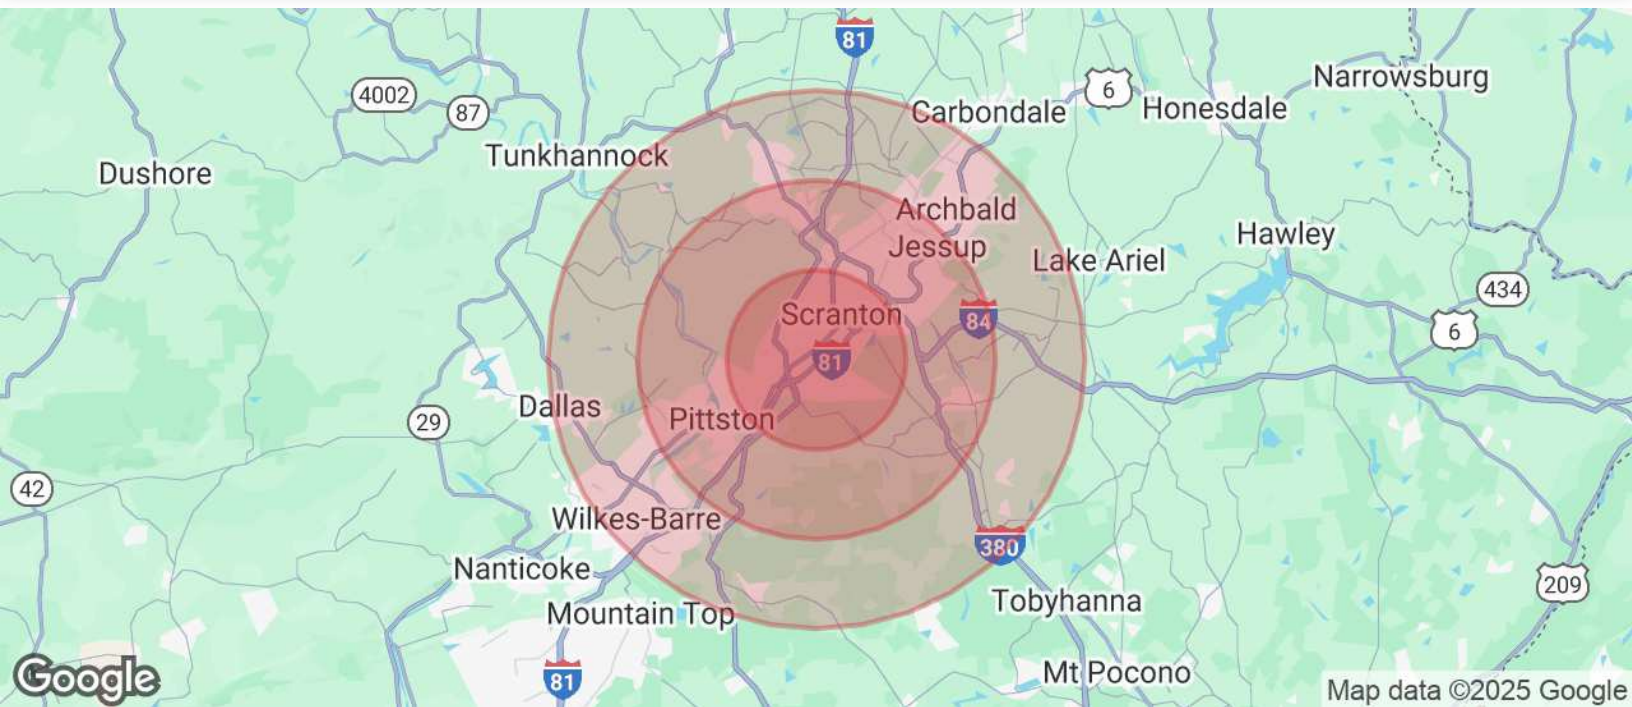 81
Narrowsburg
6
4002
Carbondale
Honesdale
87
Tunkhannock
Dushore
Archbald
Hawley
Jessup
Lake Ariel
434
Scranton
84
6
81
Dallas
Pittston
29
42
Wilkes-Barre
380
Nanticoke
209
Tobyhanna
Mountain Top
Mt Pocono
81
Google
Map data ©2025 Google